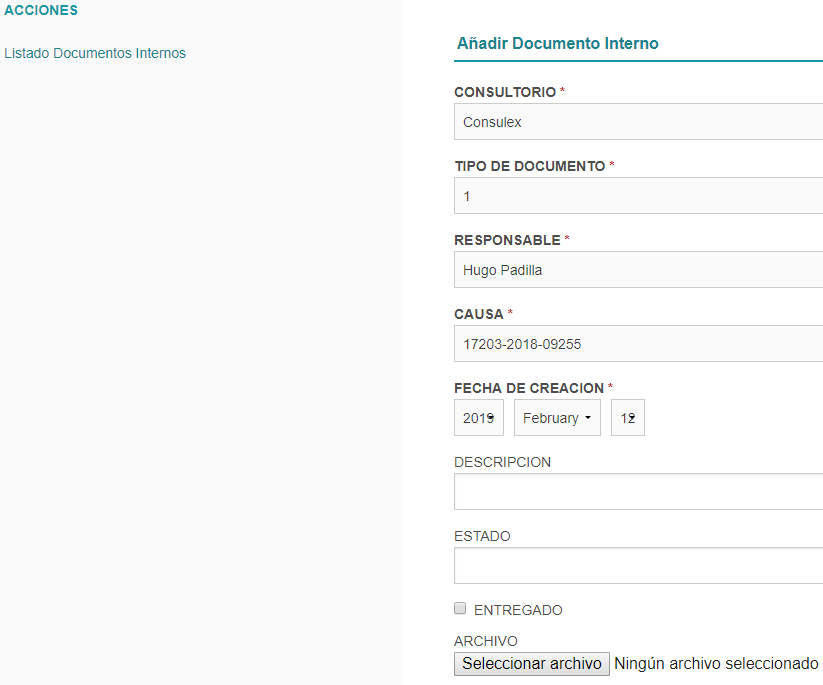 ACCIONES
Listado Documentos Internos
Añadir Documento Interno
CONSULTORIO *
Consulex
TIPO DE DOCUMENTO *
1
RESPONSABLE *
Hugo Padilla
CAUSA *
17203-2018-09255
FECHA DE CREACION *
2019 February 12
DESCRIPCION
ESTADO
ENTREGADO
ARCHIVO
Seleccionar archivo Ningún archivo seleccionado